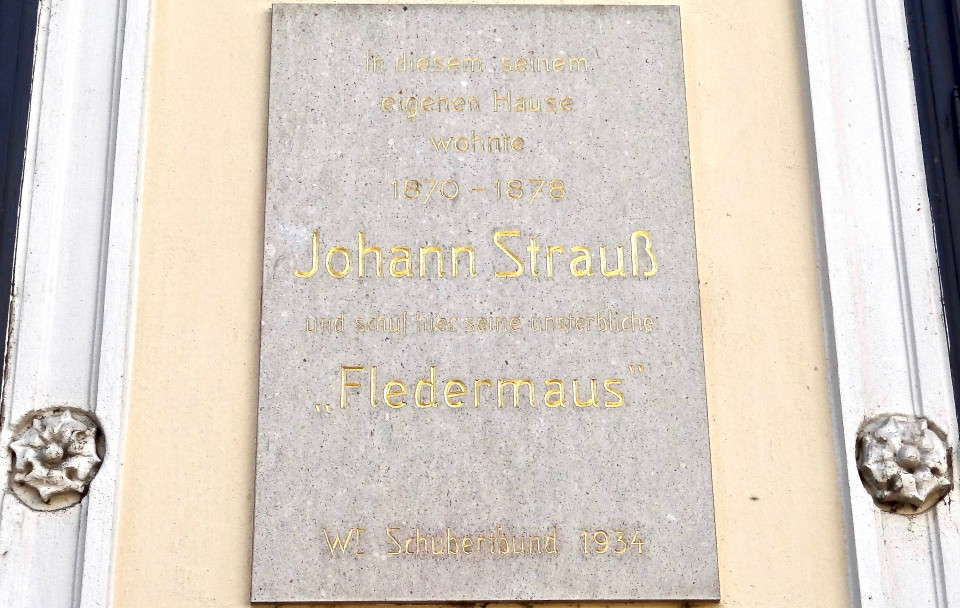 In diesem seinem
eigenen Hause
wohnte
1870 - 1878
Johann Strauß
und schuf hier seine unsterbliche
„Fledermaus"
Wr Schubertbund 1934